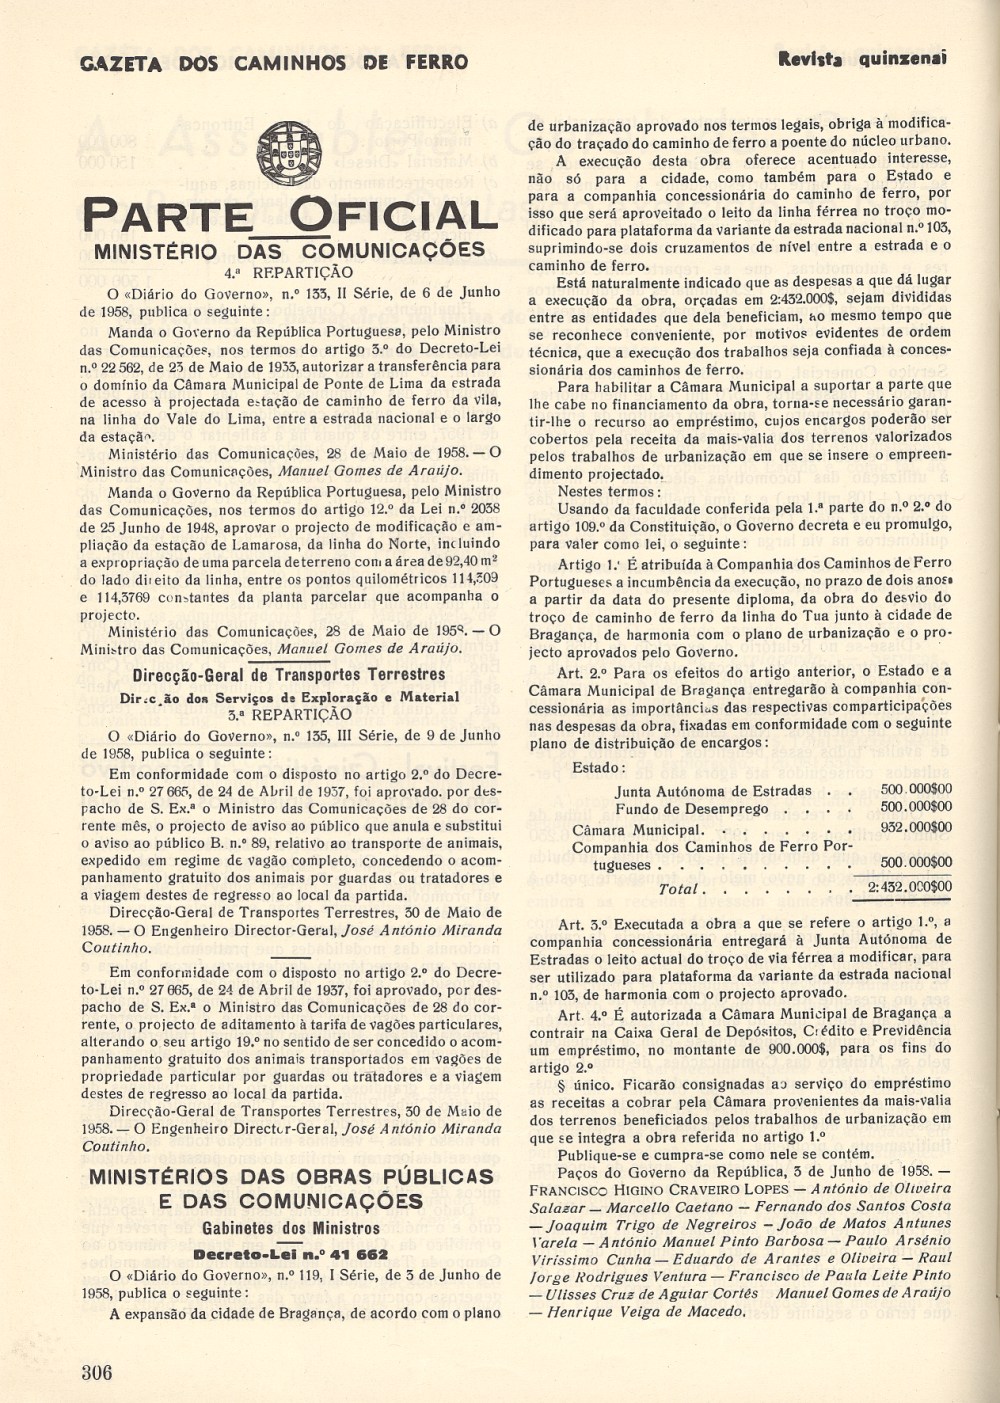 GAZETA DOS CAMINHOS DE FERRO
Revista quinzenal
PARTE OFICIAL
MINISTÉRIO DAS COMUNICAÇÕES
4.ª REPARTIÇÃO
O «Diário do Governo», n.º 133, II Série, de 6 de Junho
de 1958, publica o seguinte:
Manda o Governo da República Portuguesa, pelo Ministro
das Comunicações, nos termos do artigo 3.º do Decreto-Lei
n.º 22 562, de 23 de Maio de 1933, autorizar a transferência para
o domínio da Câmara Municipal de Ponte de Lima da estrada
de acesso à projectada estação de caminho de ferro da vila,
na linha do Vale do Lima, entre a estrada nacional e o largo
da estação.
Ministério das Comunicações, 28 de Maio de 1958. — O
Ministro das Comunicações, Manuel Gomes de Araújo.
Manda o Governo da República Portuguesa, pelo Ministro
das Comunicações, nos termos do artigo 12.º da Lei n.º 2038
de 25 Junho de 1948, aprovar o projecto de modificação e am-
pliação da estação de Lamarosa, da linha do Norte, incluindo
a expropriação de uma parcela de terreno com a área de 92,40 m²
do lado direito da linha, entre os pontos quilométricos 114,309
e 114,3769 constantes da planta parcelar que acompanha o
projecto.
Ministério das Comunicações, 28 de Maio de 1958. — O
Ministro das Comunicações, Manuel Gomes de Araújo.
Direcção-Geral de Transportes Terrestres
Direcção dos Serviços de Exploração e Material
3.ª REPARTIÇÃO
O «Diário do Governo», n.º 135, III Série, de 9 de Junho
de 1958, publica o seguinte:
Em conformidade com o disposto no artigo 2.º do Decre-
to-Lei n.º 27 665, de 24 de Abril de 1937, foi aprovado. por des-
pacho de S. Ex.ª o Ministro das Comunicações de 28 do cor-
rente mês, o projecto de aviso ao público que anula e substitui
o aviso ao público B. n.º 89, relativo ao transporte de animais,
expedido em regime de vagão completo, concedendo o acom-
panhamento gratuito dos animais por guardas ou tratadores e
a viagem destes de regresso ao local da partida.
Direcção-Geral de Transportes Terrestres, 30 de Maio de
1958. — O Engenheiro Director-Geral, José António Miranda
Coutinho.
Em conformidade com o disposto no artigo 2.º do Decre-
to-Lei n.º 27 665, de 24 de Abril de 1937, foi aprovado, por des-
pacho de S. Ex.ª o Ministro das Comunicações de 28 do cor-
rente, o projecto de aditamento à tarifa de vagões particulares,
alterando o seu artigo 19.º no sentido de ser concedido o acom-
panhamento gratuito dos animais transportados em vagões de
propriedade particular por guardas ou tratadores e a viagem
destes de regresso ao local da partida.
Direcção-Geral de Transportes Terrestres, 30 de Maio de
1958. — O Engenheiro Director-Geral, José António Miranda
Coutinho.
MINISTÉRIOS DAS OBRAS PÚBLICAS
E DAS COMUNICAÇÕES
Gabinetes dos Ministros
Decreto-Lei n.º 41 662
O «Diário do Governo», n.º 119, I Série, de 3 de Junho de
1958, publica o seguinte:
A expansão da cidade de Bragança, de acordo com o plano
de urbanização aprovado nos termos legais, obriga à modifica-
ção do traçado do caminho de ferro a poente do núcleo urbano.
A execução desta obra oferece acentuado interesse,
não só para a cidade, como também para o Estado e
para a companhia concessionária do caminho de ferro, por
isso que será aproveitado o leito da linha férrea no troço mo-
dificado para plataforma da variante da estrada nacional n.º 103,
suprimindo-se dois cruzamentos de nível entre a estrada e o
caminho de ferro.
Está naturalmente indicado que as despesas a que dá lugar
a execução da obra, orçadas em 2:432.000$, sejam divididas
entre as entidades que dela beneficiam, ao mesmo tempo que
se reconhece conveniente, por motivos evidentes de ordem
técnica, que a execução dos trabalhos seja confiada à conces-
sionária dos caminhos de ferro.
Para habilitar a Câmara Municipal a suportar a parte que
lhe cabe no financiamento da obra, torna-se necessário garan-
tir-lhe o recurso ao empréstimo, cujos encargos poderão ser
cobertos pela receita da mais-valia dos terrenos valorizados
pelos trabalhos de urbanização em que se insere o empreen-
dimento projectado.
Nestes termos:
Usando da faculdade conferida pela 1.ª parte do n.º 2.º do
artigo 109.º da Constituição, o Governo decreta e eu promulgo,
para valer como lei, o seguinte:
Artigo 1.º É atribuída à Companhia dos Caminhos de Ferro
Portugueses a incumbência da execução, no prazo de dois anos
a partir da data do presente diploma, da obra do desvio do
troço de caminho de ferro da linha do Tua junto à cidade de
Bragança, de harmonia com o plano de urbanização e o pro-
jecto aprovados pelo Governo.
Art. 2.º Para os efeitos do artigo anterior, o Estado e a
Câmara Municipal de Bragança entregarão à companhia con-
cessionária as importâncias das respectivas comparticipações
nas despesas da obra, fixadas em conformidade com o seguinte
plano de distribuição de encargos:
Estado:
Junta Autónoma de Estradas . . 500.000$00
Fundo de Desemprego . . . . 500.000$00
Câmara Municipal. . . . . . . . 932.000$00
Companhia dos Caminhos de Ferro Por-
tugueses . . . . . . . . . . 500.000$00
Total . . . . . . . . 2:432.000$00
Art. 3.º Executada a obra a que se refere o artigo 1.º, a
companhia concessionária entregará à Junta Autónoma de
Estradas o leito actual do troço de via férrea a modificar, para
ser utilizado para plataforma da variante da estrada nacional
n.º 103, de harmonia com o projecto aprovado.
Art. 4.º É autorizada a Câmara Municipal de Bragança a
contrair na Caixa Geral de Depósitos, Crédito e Previdência
um empréstimo, no montante de 900.000$, para os fins do
artigo 2.º
§ único. Ficarão consignadas ao serviço do empréstimo
as receitas a cobrar pela Câmara provenientes da mais-valia
dos terrenos beneficiados pelos trabalhos de urbanização em
que se integra a obra referida no artigo 1.º
Publique-se e cumpra-se como nele se contém.
Paços do Governo da República, 3 de Junho de 1958. —
FRANCISCO HIGINO CRAVEIRO LOPES — António de Oliveira
Salazar — Marcello Caetano — Fernando dos Santos Costa
— Joaquim Trigo de Negreiros — João de Matos Antunes
Varela — António Manuel Pinto Barbosa — Paulo Arsénio
Viríssimo Cunha — Eduardo de Arantes e Oliveira — Raul
Jorge Rodrigues Ventura — Francisco de Paula Leite Pinto
— Ulisses Cruz de Aguiar Cortês Manuel Gomes de Araújo
— Henrique Veiga de Macedo.
306